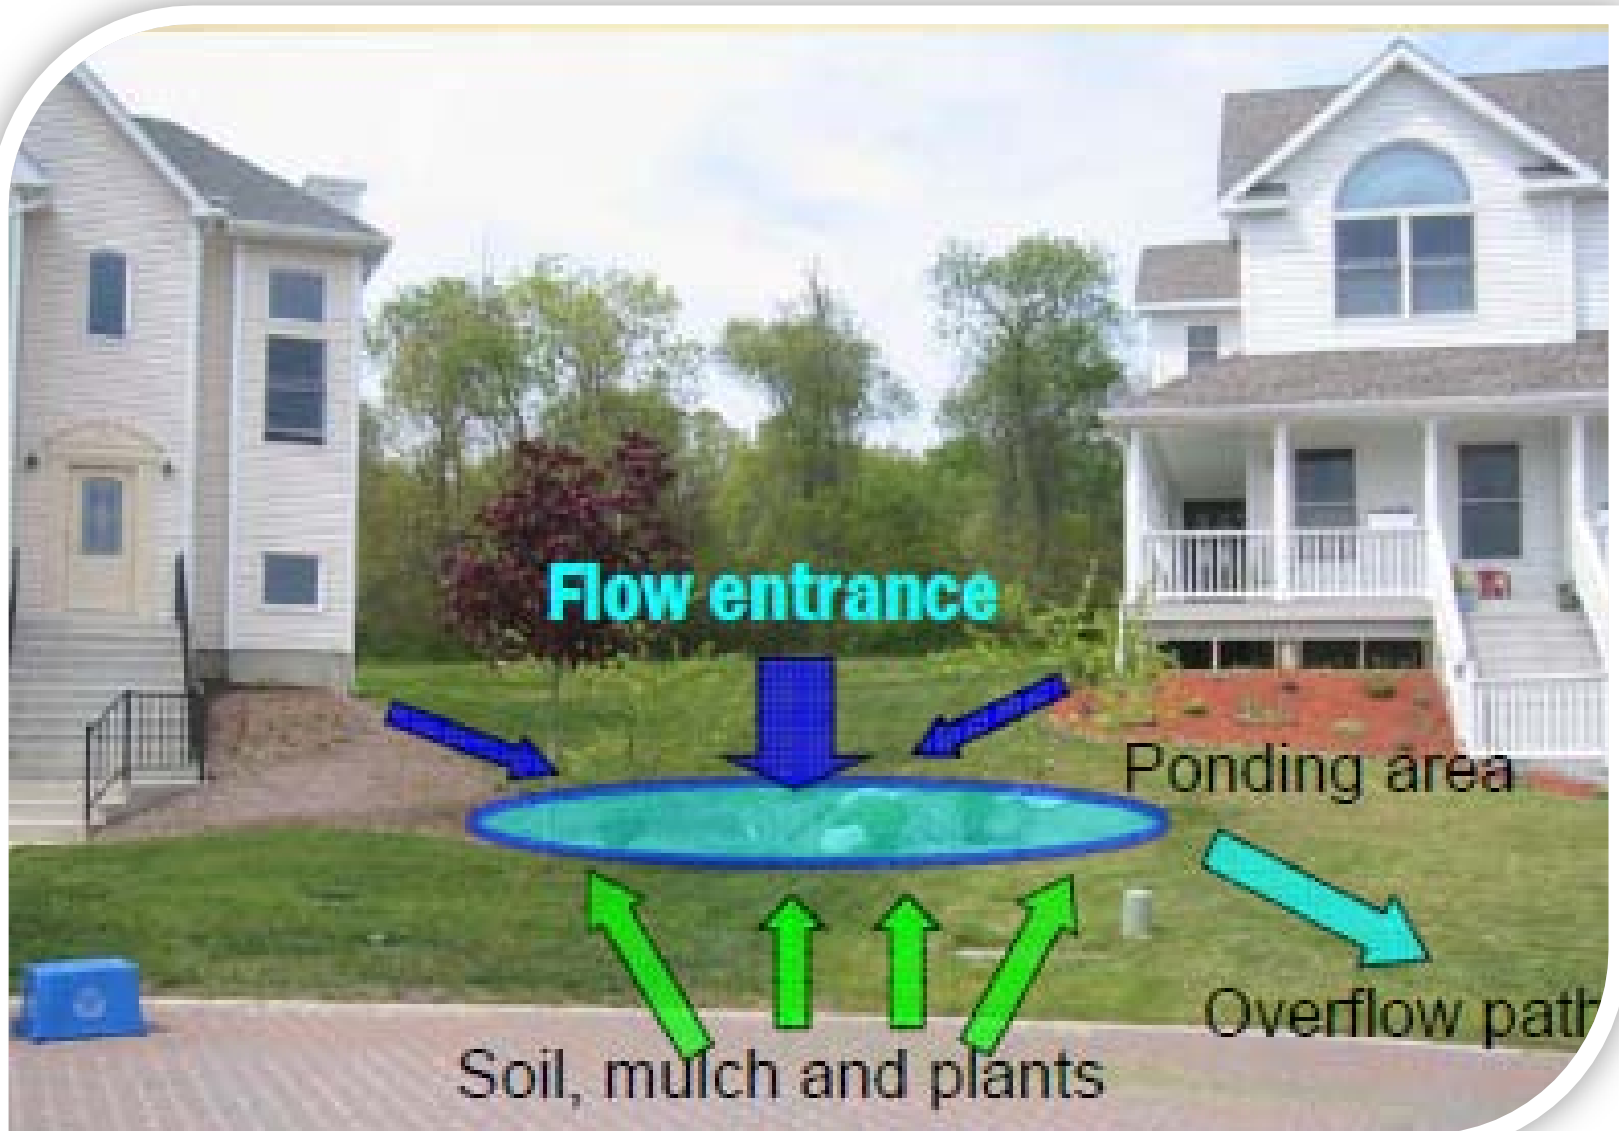 Flow entrance
Ponding area
Overflow path
Soil, mulch and plants